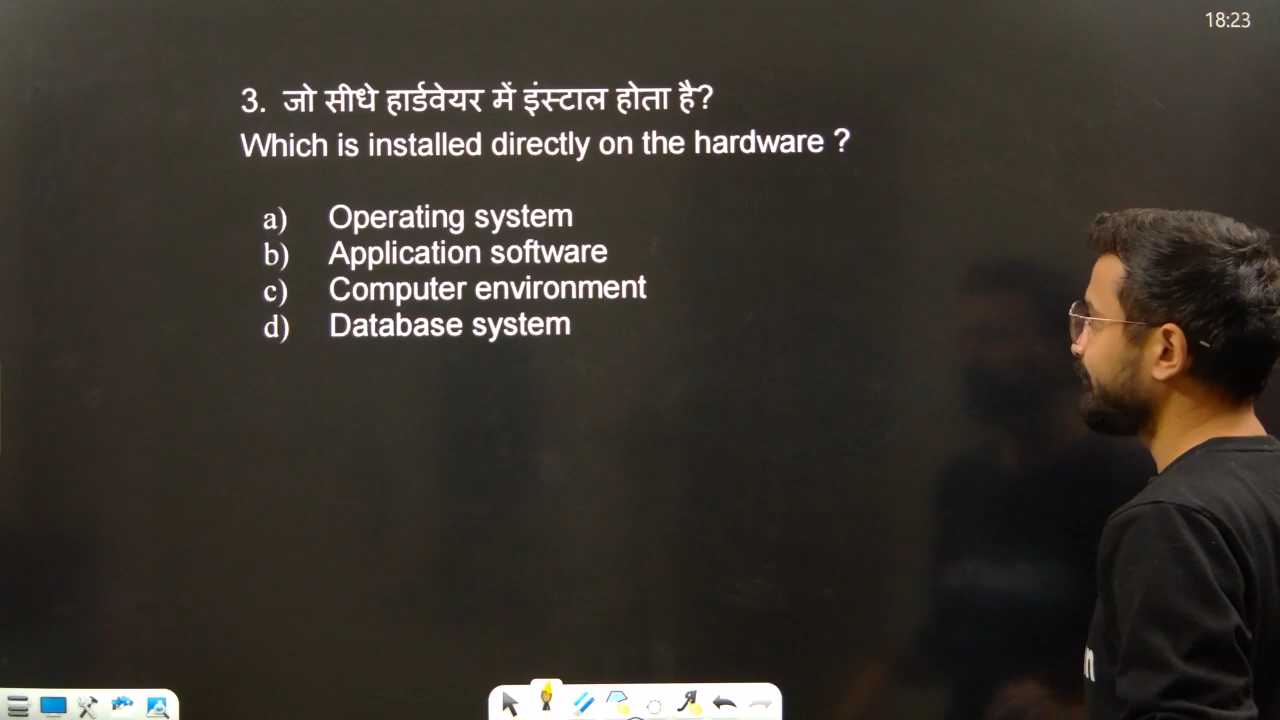 18:23
3. जो सीधे हार्डवेयर में इंस्टाल होता है?
Which is installed directly on the hardware ?
a) Operating system
b) Application software
c) Computer environment
d) Database system